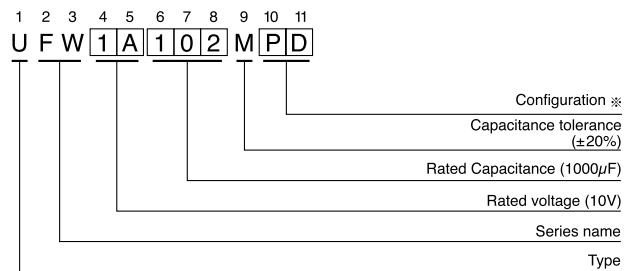 1 2 3 4 5 6 7 8 9 10 11
U F W 1 A 1 0 2 M P D
Configuration ※
Capacitance tolerance
(±20%)
Rated Capacitance (1000µF)
Rated voltage (10V)
Series name
Type